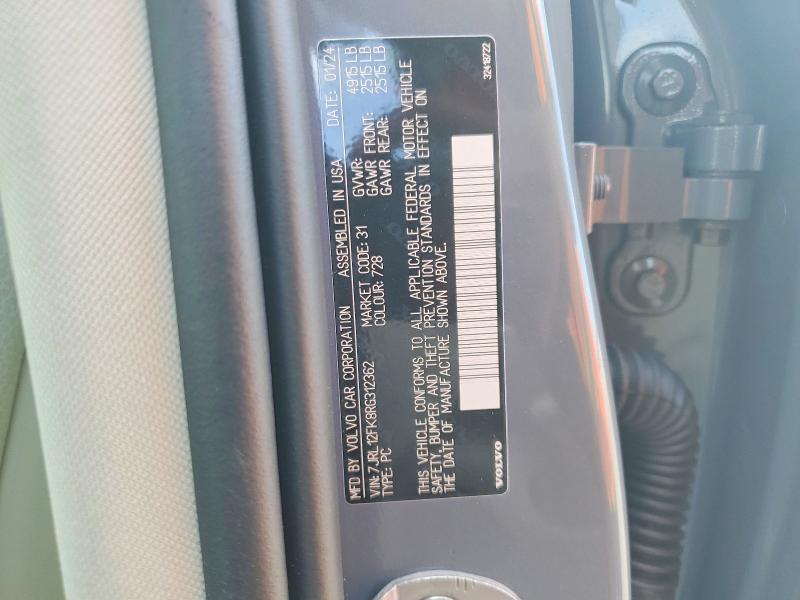 MFD BY VOLVO CAR CORPORATION ASSEMBLED IN USA DATE: 01/24
VIN: 7JRL12FK8RG312362 MARKET CODE: 31 GVWR: 4915 LB
TYPE: PC COLOUR: 728 GAWR FRONT: 2515 LB
GAWR REAR: 2515 LB
THIS VEHICLE CONFORMS TO ALL APPLICABLE FEDERAL MOTOR VEHICLE
SAFETY, BUMPER AND THEFT PREVENTION STANDARDS IN EFFECT ON
THE DATE OF MANUFACTURE SHOWN ABOVE.
VOLVO 32418722